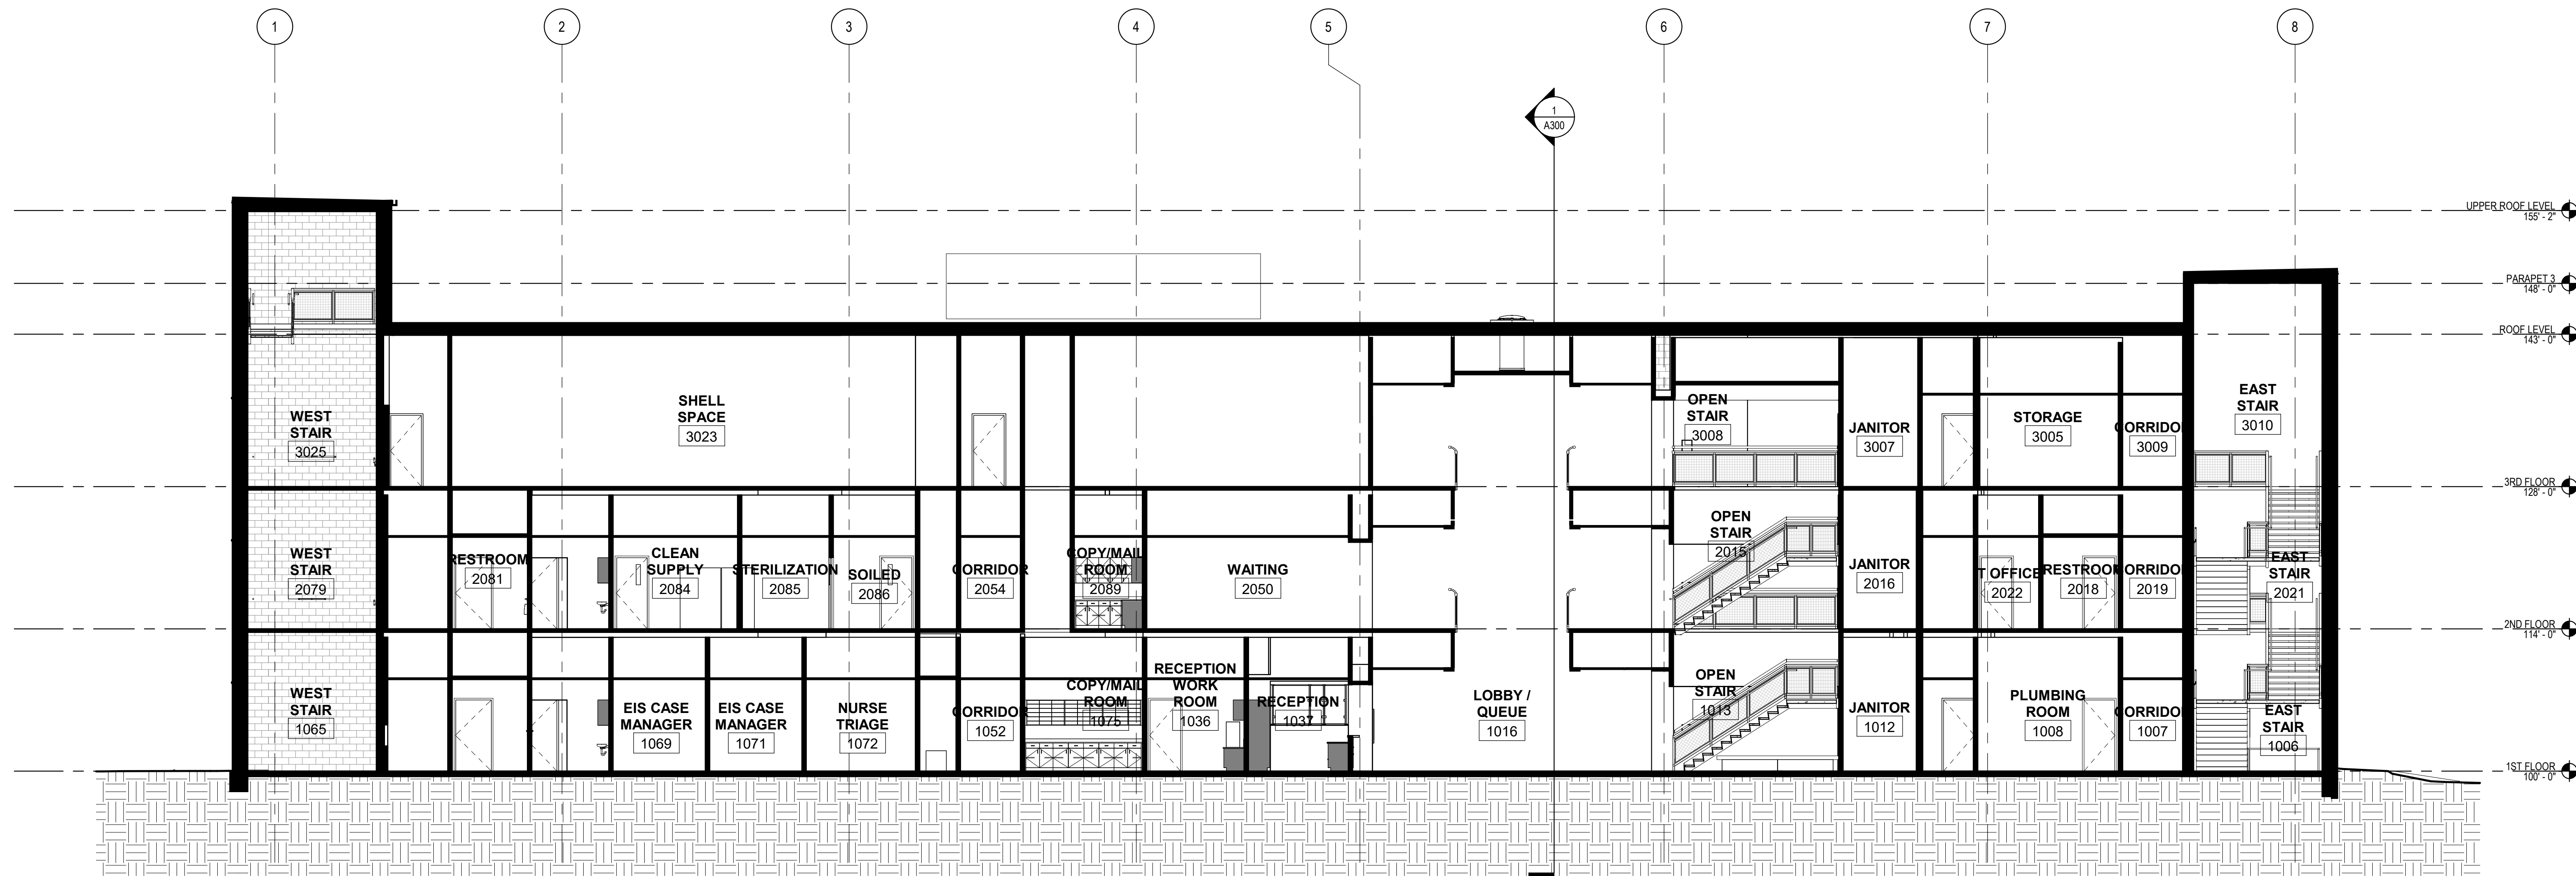 1
2
3
4
5
6
7
8
1
A300
UPPER ROOF LEVEL
155' - 2"
PARAPET 3
148' - 0"
ROOF LEVEL
143' - 0"
3RD FLOOR
128' - 0"
2ND FLOOR
114' - 0"
1ST FLOOR
100' - 0"
WEST
STAIR
3025
SHELL
SPACE
3023
OPEN
STAIR
3008
JANITOR
3007
STORAGE
3005
CORRIDOR
3009
EAST
STAIR
3010
WEST
STAIR
2079
RESTROOM
2081
CLEAN
SUPPLY
2084
STERILIZATION
2085
SOILED
2086
CORRIDOR
2054
COPY/MAIL
ROOM
2089
WAITING
2050
OPEN
STAIR
2015
JANITOR
2016
OFFICE
2022
RESTROOM
2018
CORRIDOR
2019
EAST
STAIR
2021
WEST
STAIR
1065
EIS CASE
MANAGER
1069
EIS CASE
MANAGER
1071
NURSE
TRIAGE
1072
CORRIDOR
1052
COPY/MAIL
ROOM
1075
RECEPTION
WORK
ROOM
1036
RECEPTION
1037
LOBBY /
QUEUE
1016
OPEN
STAIR
1013
JANITOR
1012
PLUMBING
ROOM
1008
CORRIDOR
1007
EAST
STAIR
1006